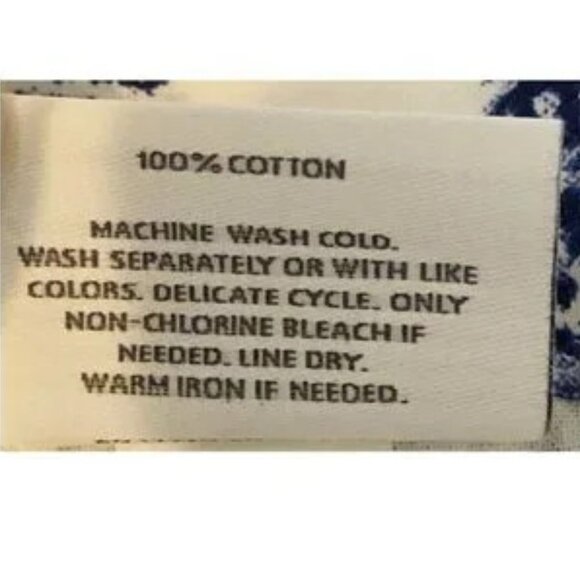 100% COTTON
MACHINE WASH COLD.
WASH SEPARATELY OR WITH LIKE
COLORS. DELICATE CYCLE. ONLY
NON-CHLORINE BLEACH IF
NEEDED. LINE DRY.
WARM IRON IF NEEDED.